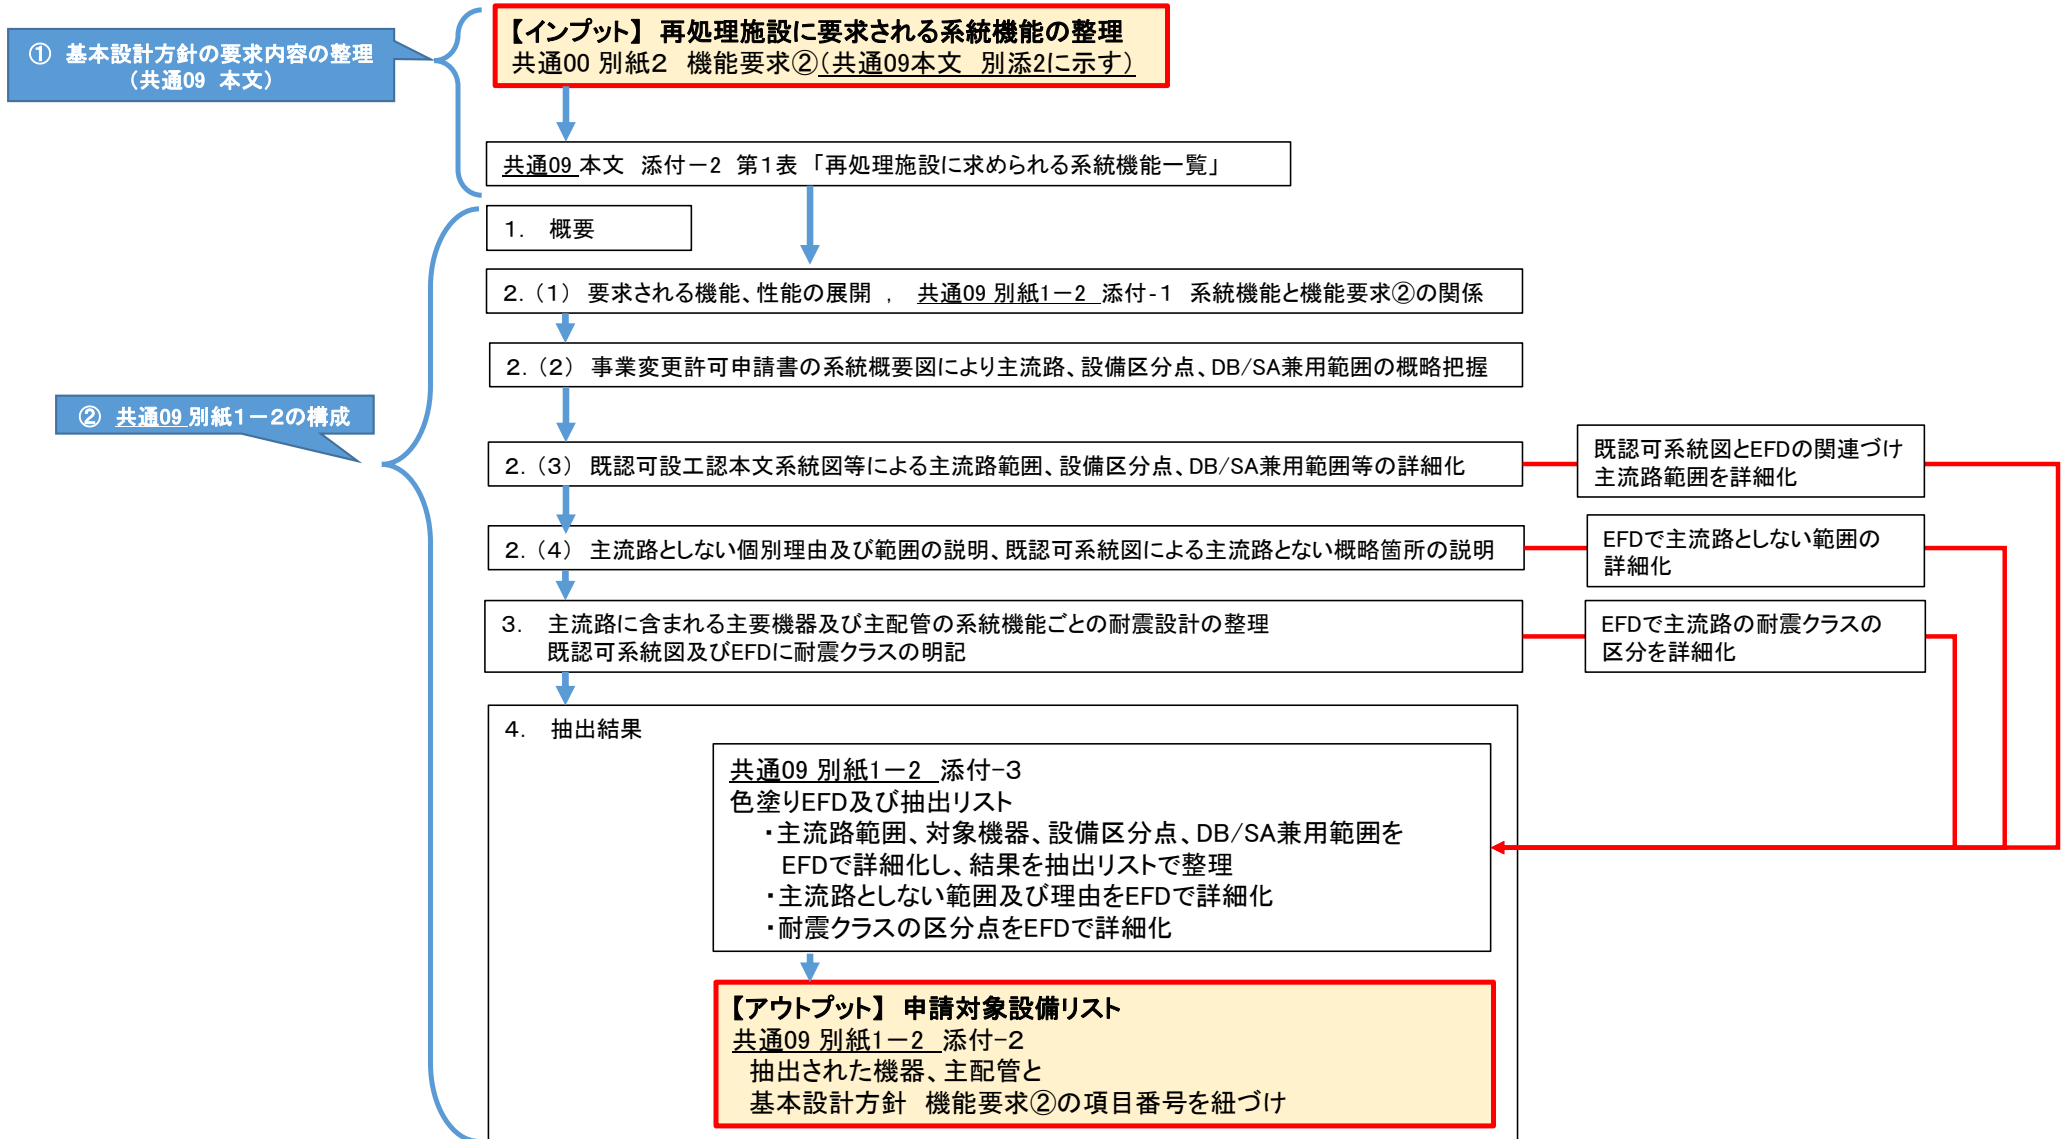 ① 基本設計方針の要求内容の整理
（共通09 本文）
【インプット】 再処理施設に要求される系統機能の整理
共通00 別紙２ 機能要求②(共通09本文 別添2に示す)
共通09 本文 添付－２ 第１表 「再処理施設に求められる系統機能一覧」
１． 概要
２．（１） 要求される機能、性能の展開 ， 共通09 別紙１－２ 添付-１ 系統機能と機能要求②の関係
２．（２） 事業変更許可申請書の系統概要図により主流路、設備区分点、DB/SA兼用範囲の概略把握
② 共通09 別紙１－２の構成
２．（３） 既認可設工認本文系統図等による主流路範囲、設備区分点、DB/SA兼用範囲等の詳細化
既認可系統図とEFDの関連づけ
主流路範囲を詳細化
２．（４） 主流路としない個別理由及び範囲の説明、既認可系統図による主流路とない概略箇所の説明
EFDで主流路としない範囲の
詳細化
３． 主流路に含まれる主要機器及び主配管の系統機能ごとの耐震設計の整理
既認可系統図及びEFDに耐震クラスの明記
EFDで主流路の耐震クラスの
区分を詳細化
４． 抽出結果
共通09 別紙１－２ 添付-３
色塗りEFD及び抽出リスト
・主流路範囲、対象機器、設備区分点、DB/SA兼用範囲を
EFDで詳細化し、結果を抽出リストで整理
・主流路としない範囲及び理由をEFDで詳細化
・耐震クラスの区分点をEFDで詳細化
【アウトプット】 申請対象設備リスト
共通09 別紙１－２ 添付-２
抽出された機器、主配管と
基本設計方針 機能要求②の項目番号を紐づけ